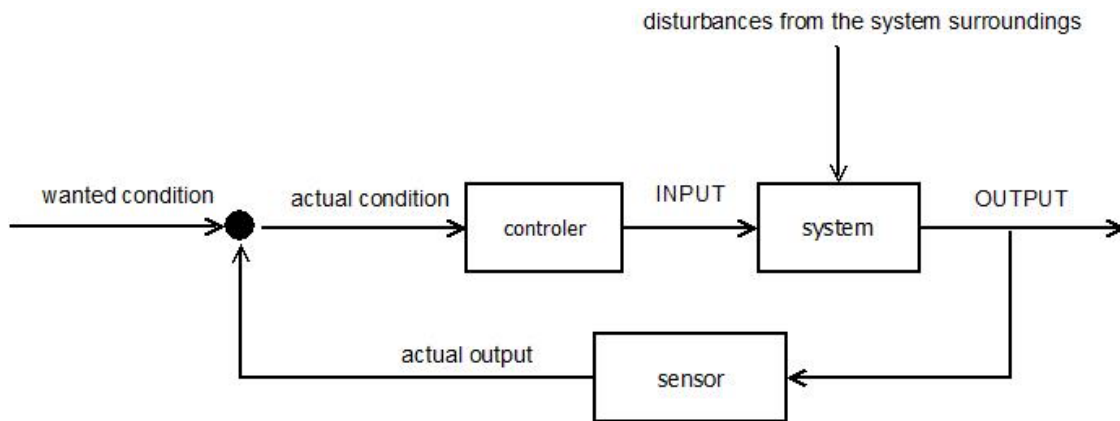 disturbances from the system surroundings
wanted condition
actual condition
controler
INPUT
system
OUTPUT
actual output
sensor